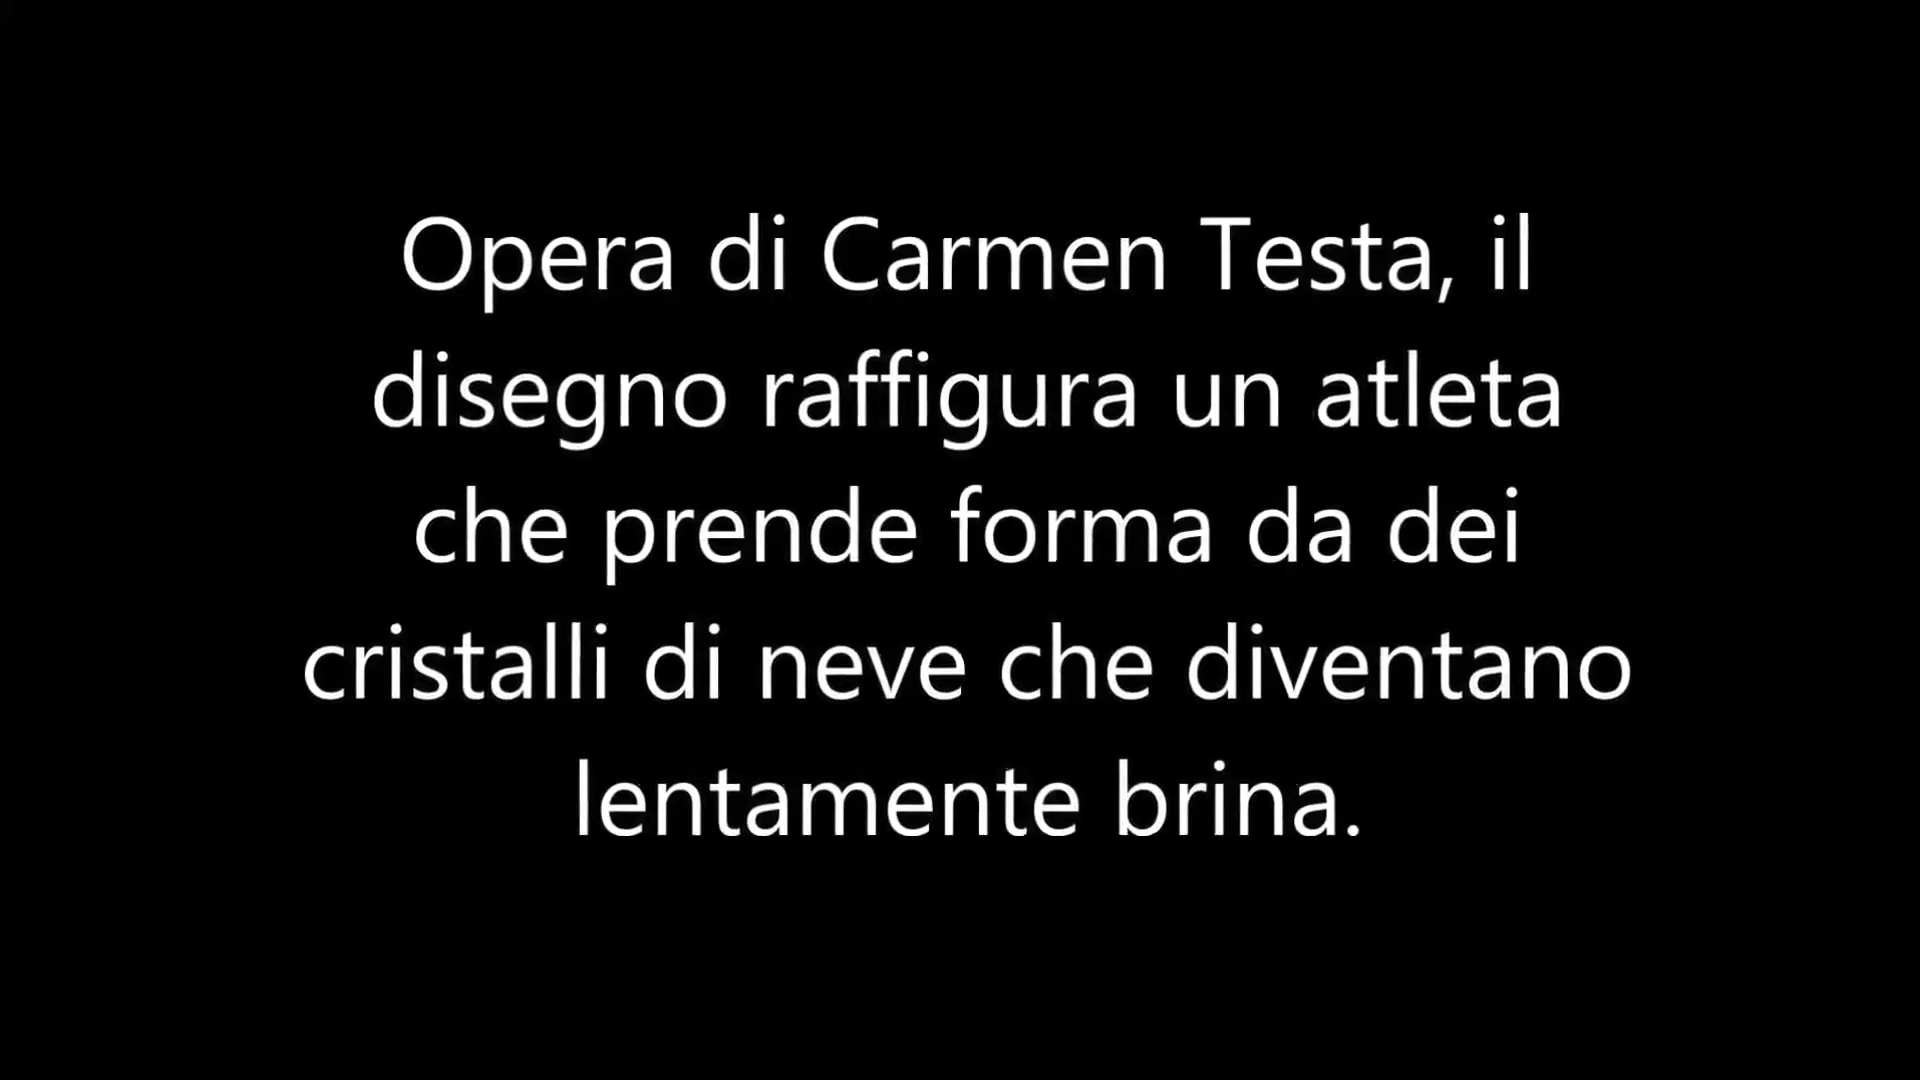 Opera di Carmen Testa, il
disegno raffigura un atleta
che prende forma da dei
cristalli di neve che diventano
lentamente brina.